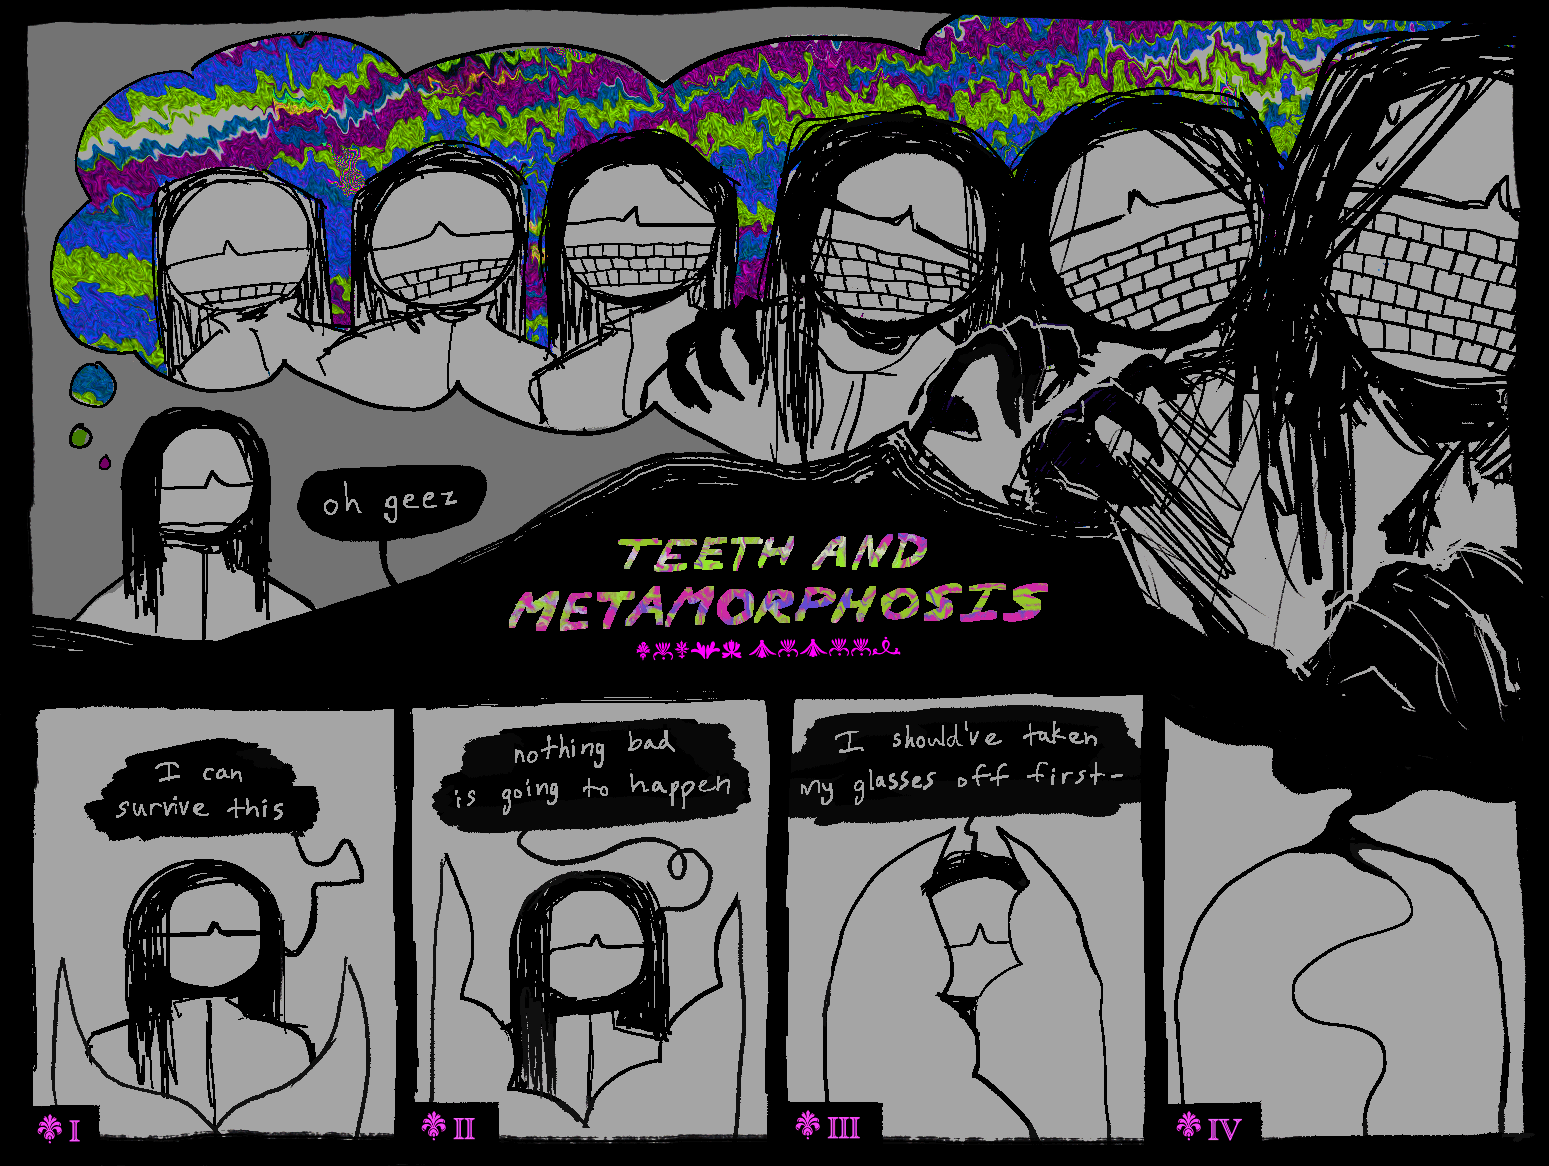 oh geez
TEETH AND
METAMORPHOSIS
I can
survive this
nothing bad
is going to happen
I should've taken
my glasses off first-
I
II
III
IV